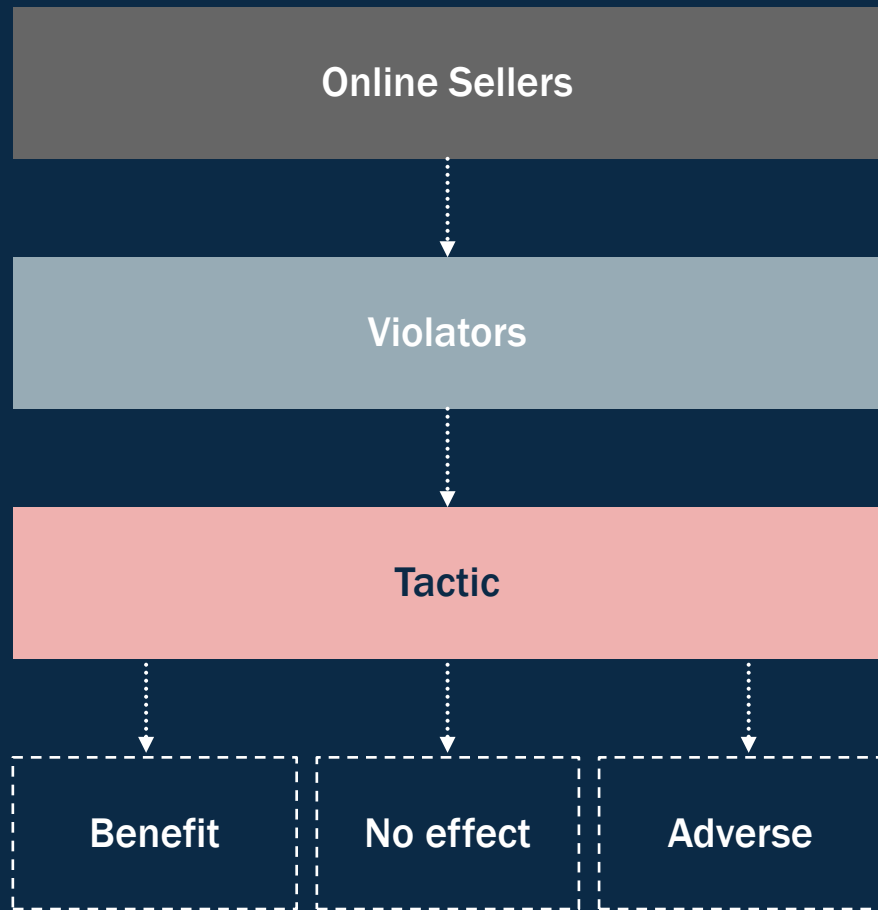 Online Sellers
Violators
Tactic
Benefit
No effect
Adverse